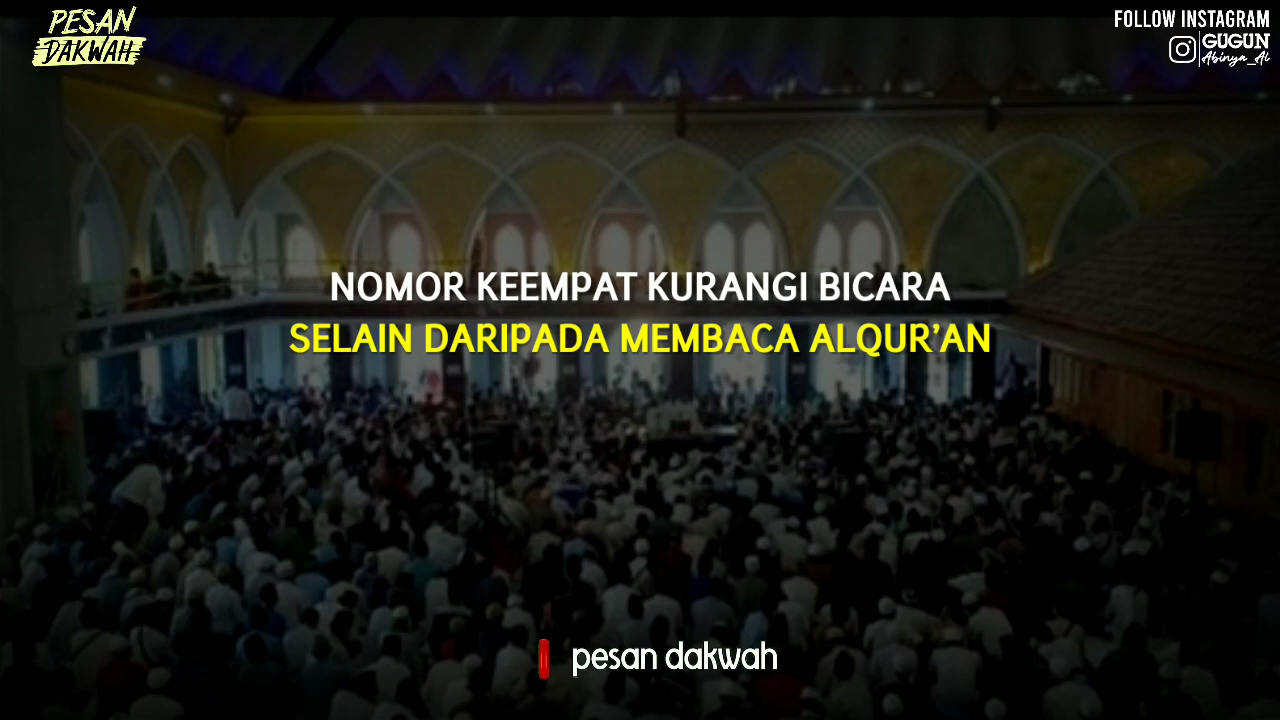 PESAN
DAKWAH
FOLLOW INSTAGRAM
GUGUN
Abinya_Al
NOMOR KEEMPAT KURANGI BICARA
SELAIN DARIPADA MEMBACA ALQUR’AN
pesan dakwah